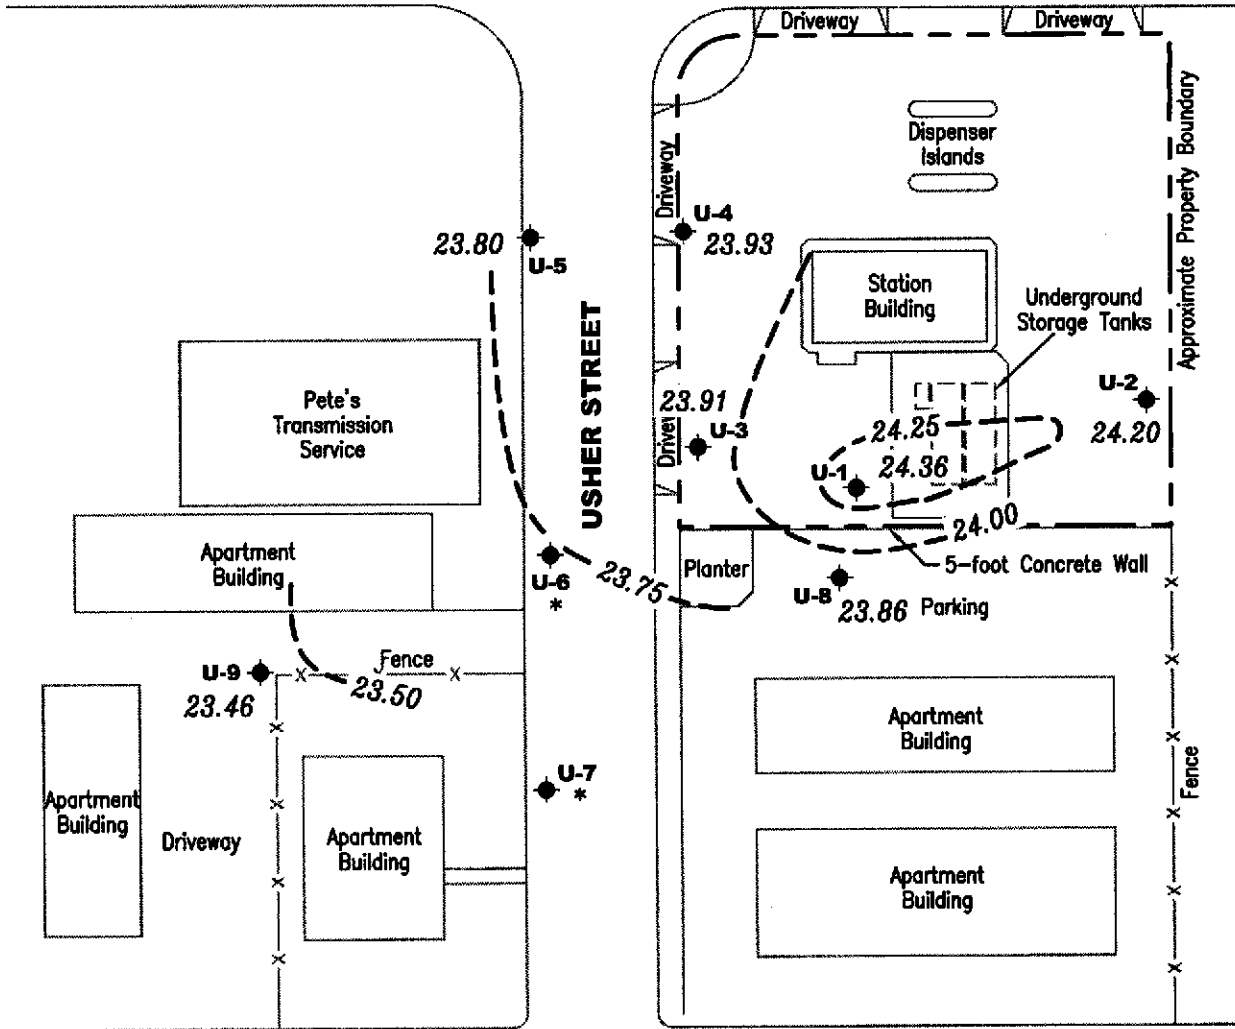 Driveway
Driveway
Approximate Property Boundary
Dispenser
Islands
Driveway
U-4
23.93
23.80
U-5
Station
Building
Underground
Storage Tanks
USHER STREET
Pete's
Transmission
Service
U-2
24.20
23.91
U-3
Drivew
24.25
24.36
U-1
24.00
5-foot Concrete Wall
Apartment
Building
U-6
*
23.75
Planter
U-8
23.86
Parking
U-9
23.46
Fence
23.50
Apartment
Building
Fence
U-7
*
Apartment
Building
Driveway
Apartment
Building
Apartment
Building